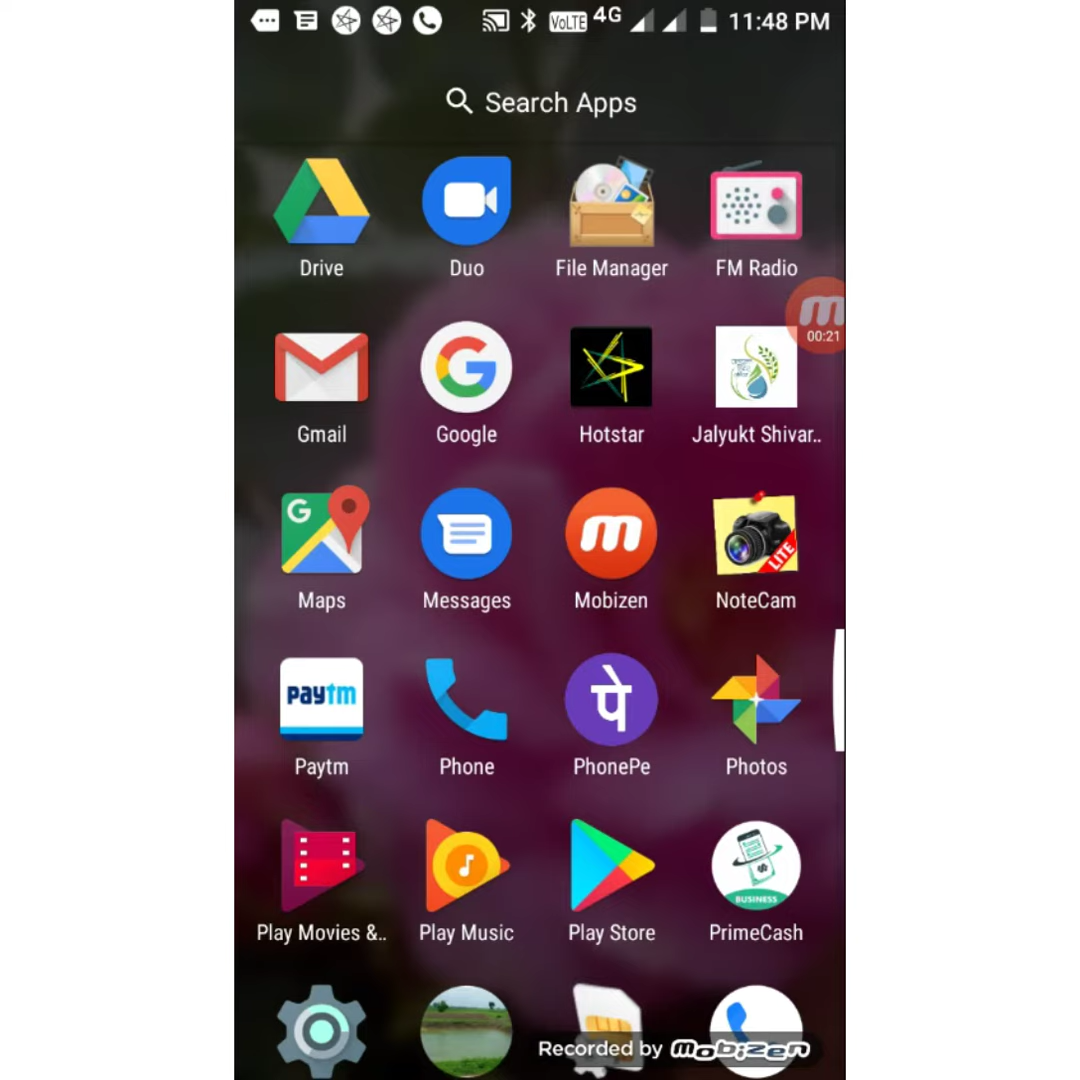 VoLTE 4G 11:48 PM
Search Apps
Drive Duo File Manager FM Radio
00:21
Gmail Google Hotstar Jalyukt Shivar..
G
LITE
Maps Messages Mobizen NoteCam
paytm पे
Paytm Phone PhonePe Photos
BUSINESS
Play Movies &.. Play Music Play Store PrimeCash
Recorded by mobizen